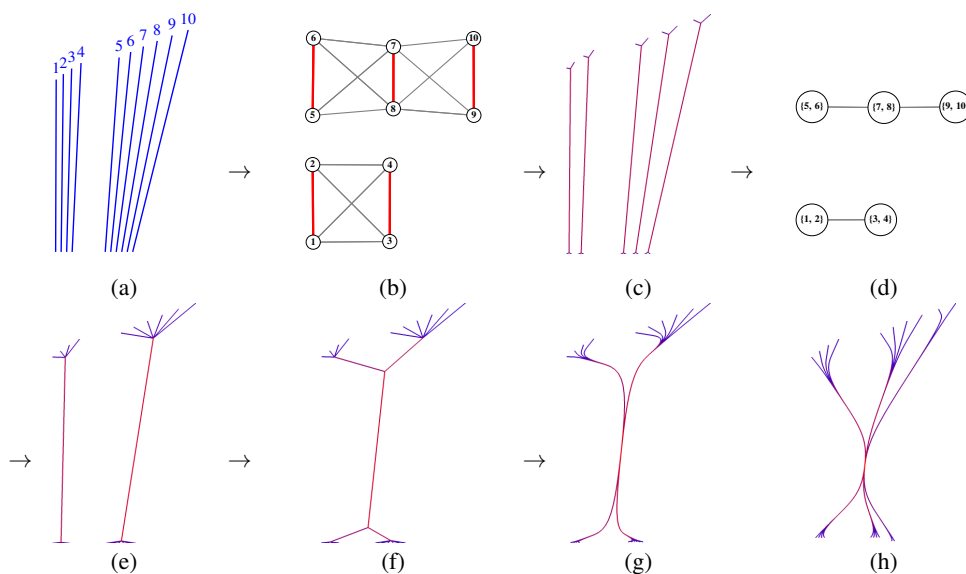 1 2 3 4 5 6 7 8 9 10
6 7 10
5 8 9
2 4
1 3
{5, 6} {7, 8} {9, 10
{1, 2} {3, 4}
→ → →
(a) (b) (c) (d)
→ → →
(e) (f) (g) (h)